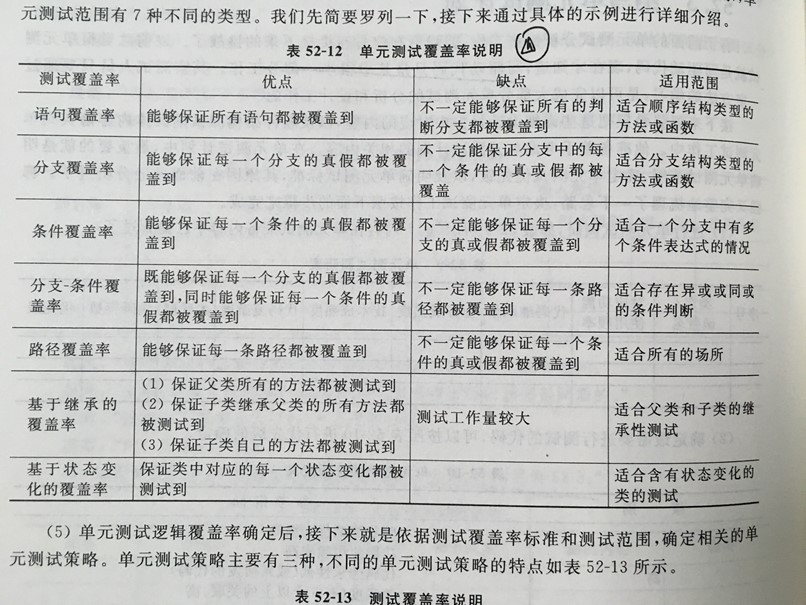 元测试范围有 7 种不同的类型。我们先简要罗列一下,接下来通过具体的示例进行详细介绍。
表 52-12 单元测试覆盖率说明
测试覆盖率 优点 缺点 适用范围
语句覆盖率 能够保证所有语句都被覆盖到 不一定能够保证所有的判 适合顺序结构类型的
断分支都被覆盖到 方法或函数
分支覆盖率 能够保证每一个分支的真假都被覆 不一定能保证分支中的每 适合分支结构类型的
盖到 一个条件的真或假都被 方法或函数
覆盖
条件覆盖率 能够保证每一个条件的真假都被覆 不一定能够保证每一个分 适合一个分支中有多
盖到 支的真或假都被覆盖到 个条件表达式的情况
分支-条件覆 既能够保证每一个分支的真假都被覆 不一定能够保证每一条路 适合存在异或或同或
盖率 盖到,同时能够保证每一个条件的真 径都被覆盖到 的条件判断
假都被覆盖到
路径覆盖率 能够保证每一条路径都被覆盖到 不一定能够保证每一个条 适合所有的场所
件的真或假都被覆盖到
基于继承的 (1) 保证父类所有的方法都被测试到 测试工作量较大 适合父类和子类的继
覆盖率 (2) 保证子类继承父类的所有方法都 承性测试
被测试到
(3) 保证子类自己的方法都被测试到
基于状态变 保证类中对应的每一个状态变化都被 适合含有状态变化的
化的覆盖率 测试到 类的测试
(5) 单元测试逻辑覆盖率确定后,接下来就是依据测试覆盖率标准和测试范围,确定相关的单
元测试策略。单元测试策略主要有三种,不同的单元测试策略的特点如表 52-13 所示。
表 52-13 测试覆盖率说明